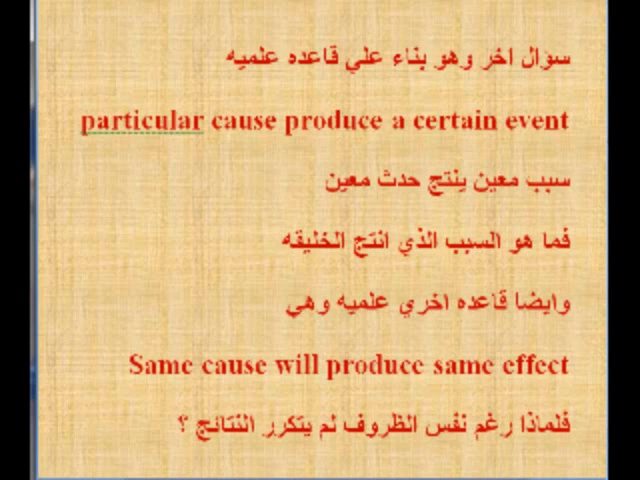 سؤال اخر وهو بناء علي قاعده علميه
particular cause produce a certain event
سبب معين ينتج حدث معين
فما هو السبب الذي انتج الخليقه
وايضا قاعده اخري علميه وهي
Same cause will produce same effect
فلماذا رغم نفس الظروف لم يتكرر النتائج ؟